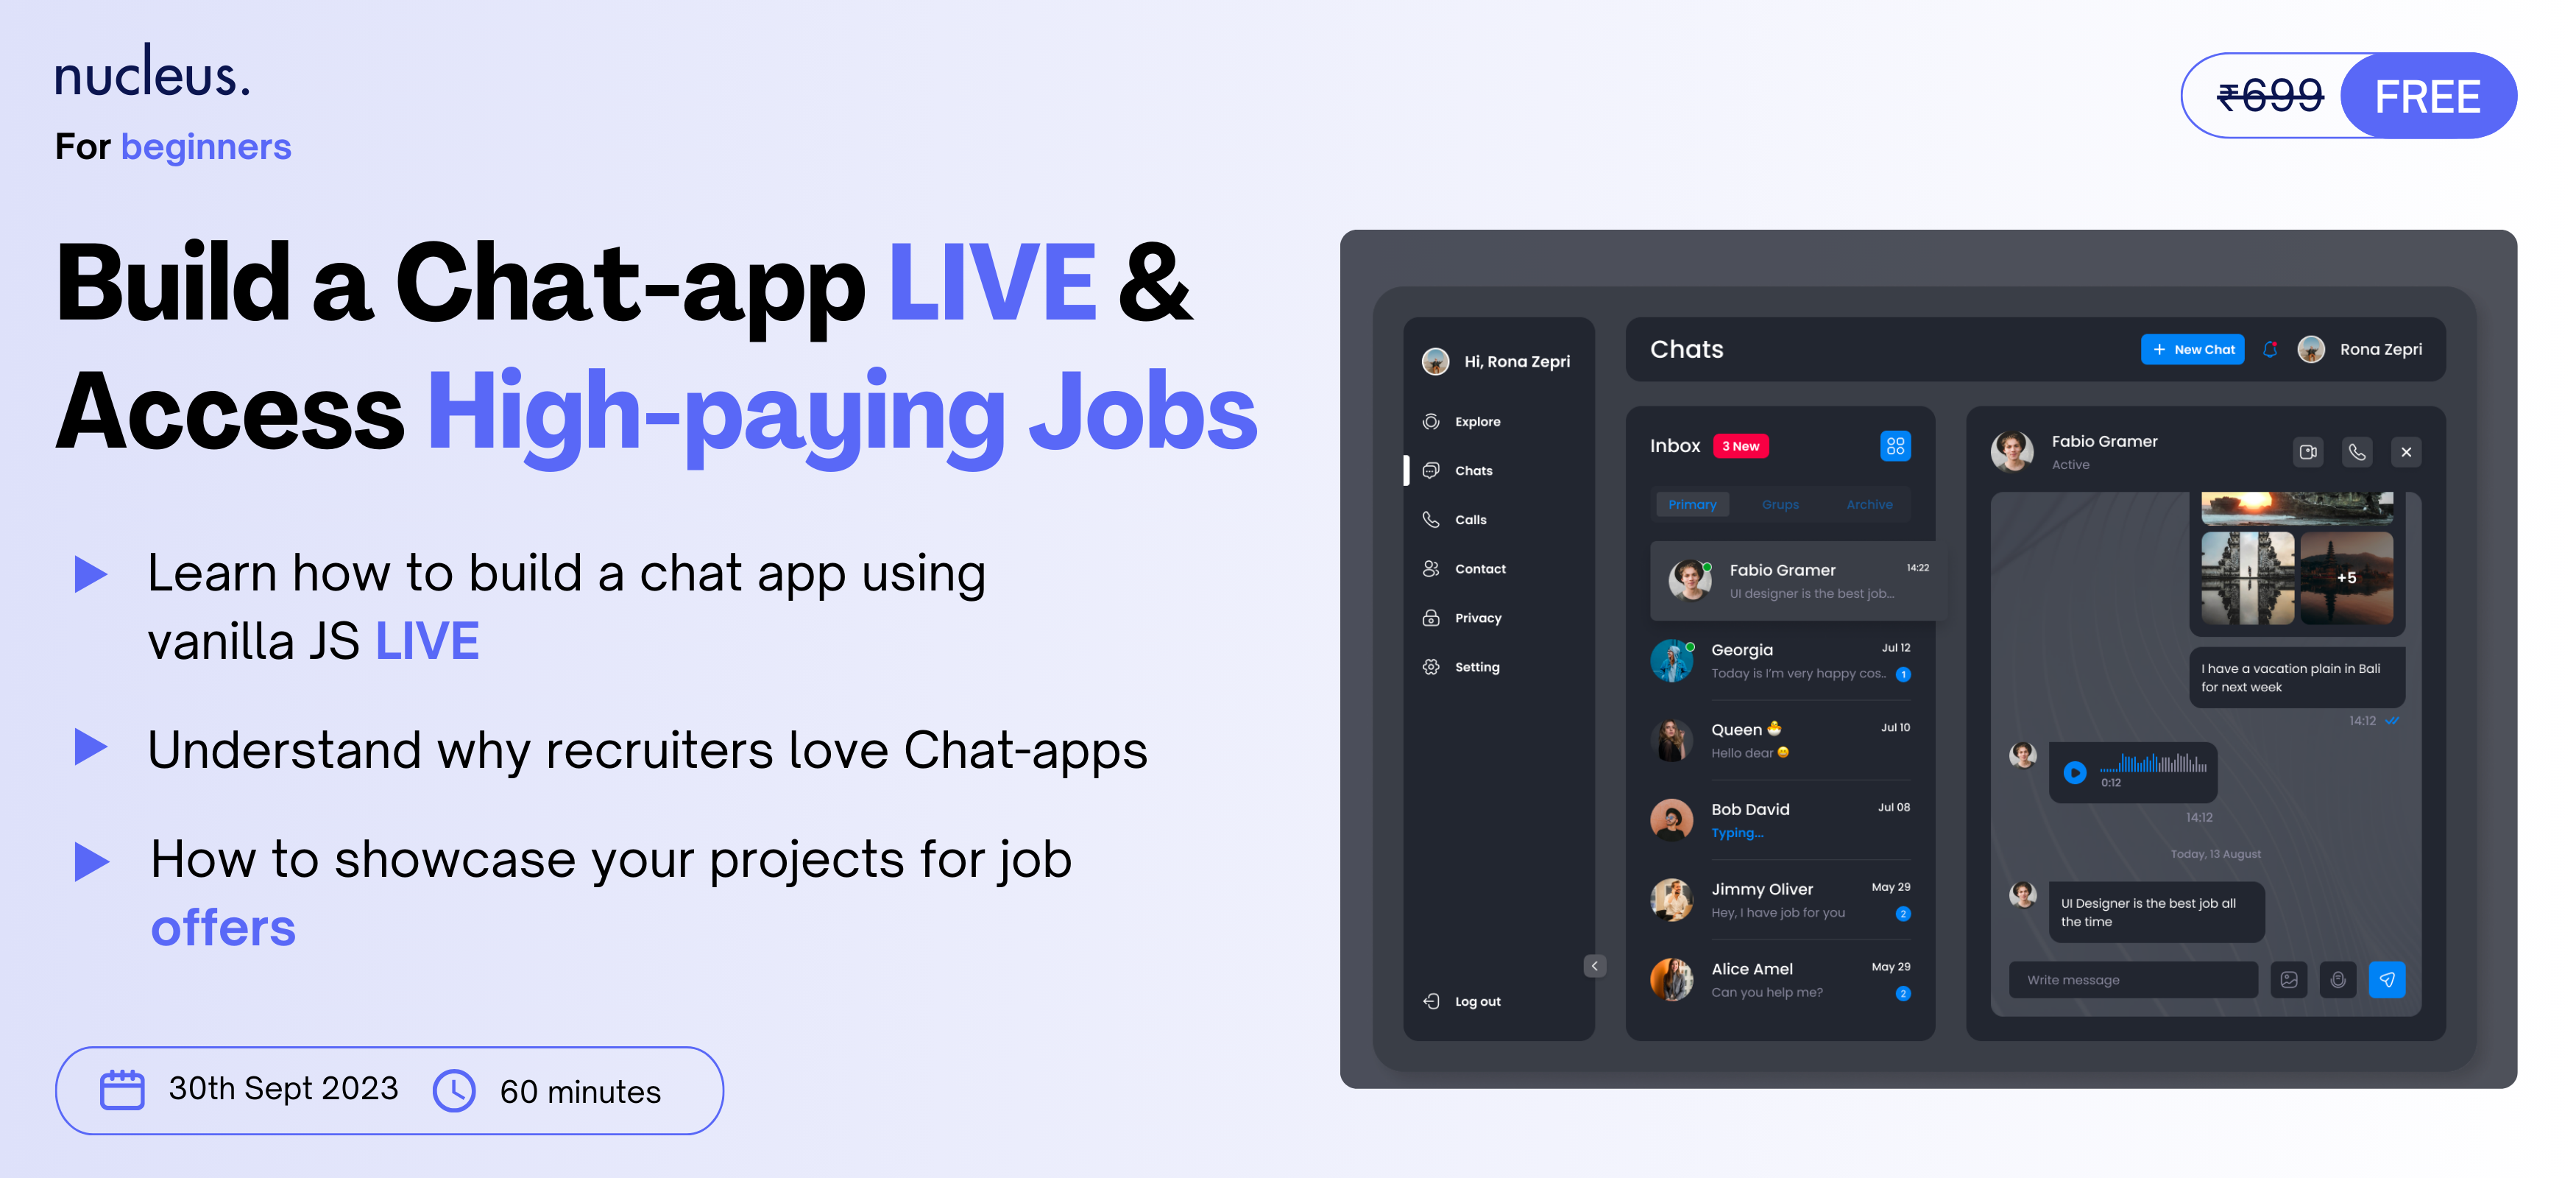 nucleus.
For beginners
₹699 FREE
Build a Chat-app LIVE &
Access High-paying Jobs
Learn how to build a chat app using
vanilla JS LIVE
Understand why recruiters love Chat-apps
How to showcase your projects for job
offers
30th Sept 2023 60 minutes
Hi, Rona Zepri
Explore
Chats
Calls
Contact
Privacy
Setting
Log out
Chats
+ New Chat
Rona Zepri
Inbox 3 New
Primary Grups Archive
Fabio Gramer 14:22
UI designer is the best job...
Georgia Jul 12
Today is I'm very happy cos.. 1
Queen 🐣 Jul 10
Hello dear 😊
Bob David Jul 08
Typing...
Jimmy Oliver May 29
Hey, I have job for you 2
Alice Amel May 29
Can you help me? 2
Fabio Gramer
Active
+5
I have a vacation plain in Bali
for next week
14:12
0:12
14:12
Today, 13 August
UI Designer is the best job all
the time
Write message